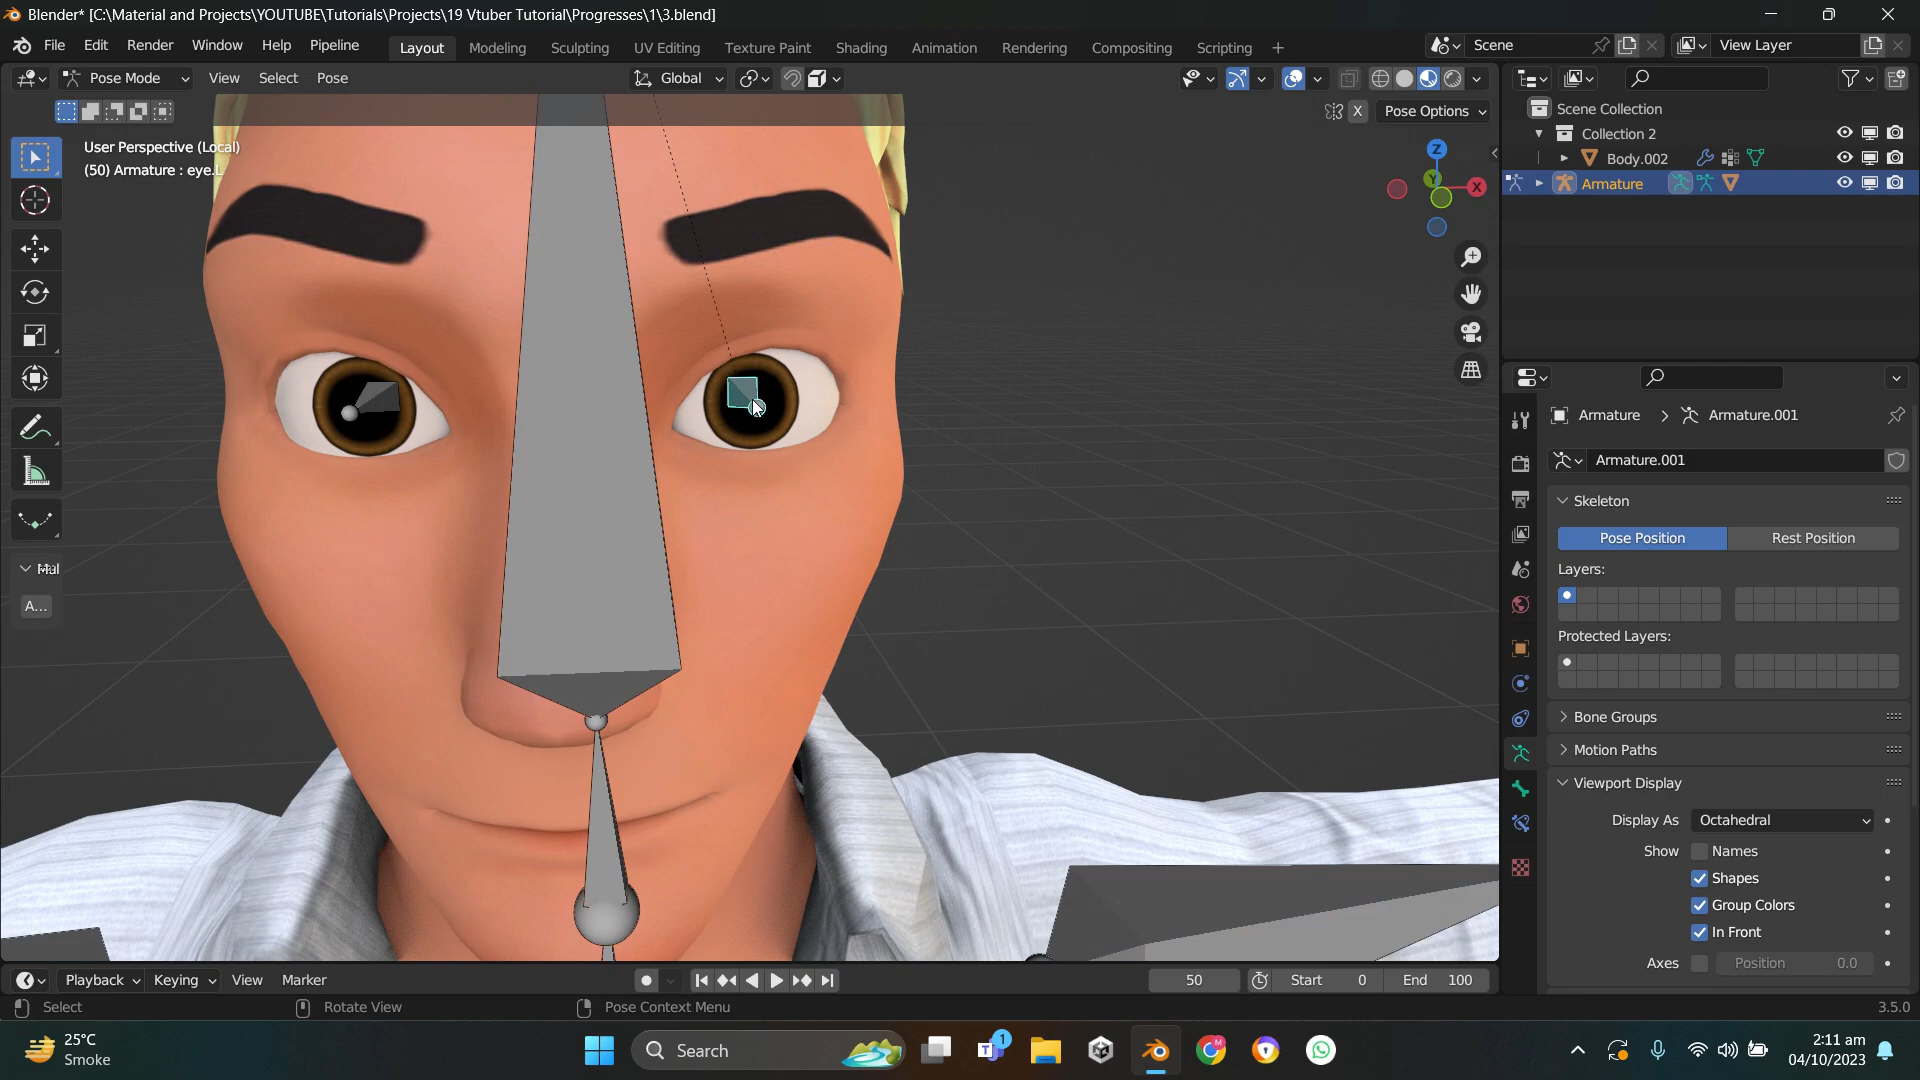 Blender* [C:\Material and Projects\YOUTUBE\Tutorials\Projects\19 Vtuber Tutorial\Progresses\1\3.blend]
File Edit Render Window Help Pipeline Layout Modeling Sculpting UV Editing Texture Paint Shading Animation Rendering Compositing Scripting + Scene View Layer
Pose Mode View Select Pose Global
X Pose Options
User Perspective (Local)
(50) Armature : eye.L
Z
Y
X
Mal
A...
Scene Collection
Collection 2
Body.002
Armature
Armature > Armature.001
Armature.001
Skeleton
Pose Position Rest Position
Layers:
Protected Layers:
Bone Groups
Motion Paths
Viewport Display
Display As Octahedral
Show Names
Shapes
Group Colors
In Front
Axes Position 0.0
Playback Keying View Marker 50 Start 0 End 100
Select Rotate View Pose Context Menu 3.5.0
25°C
Smoke
Search
1
M
2:11 am
04/10/2023